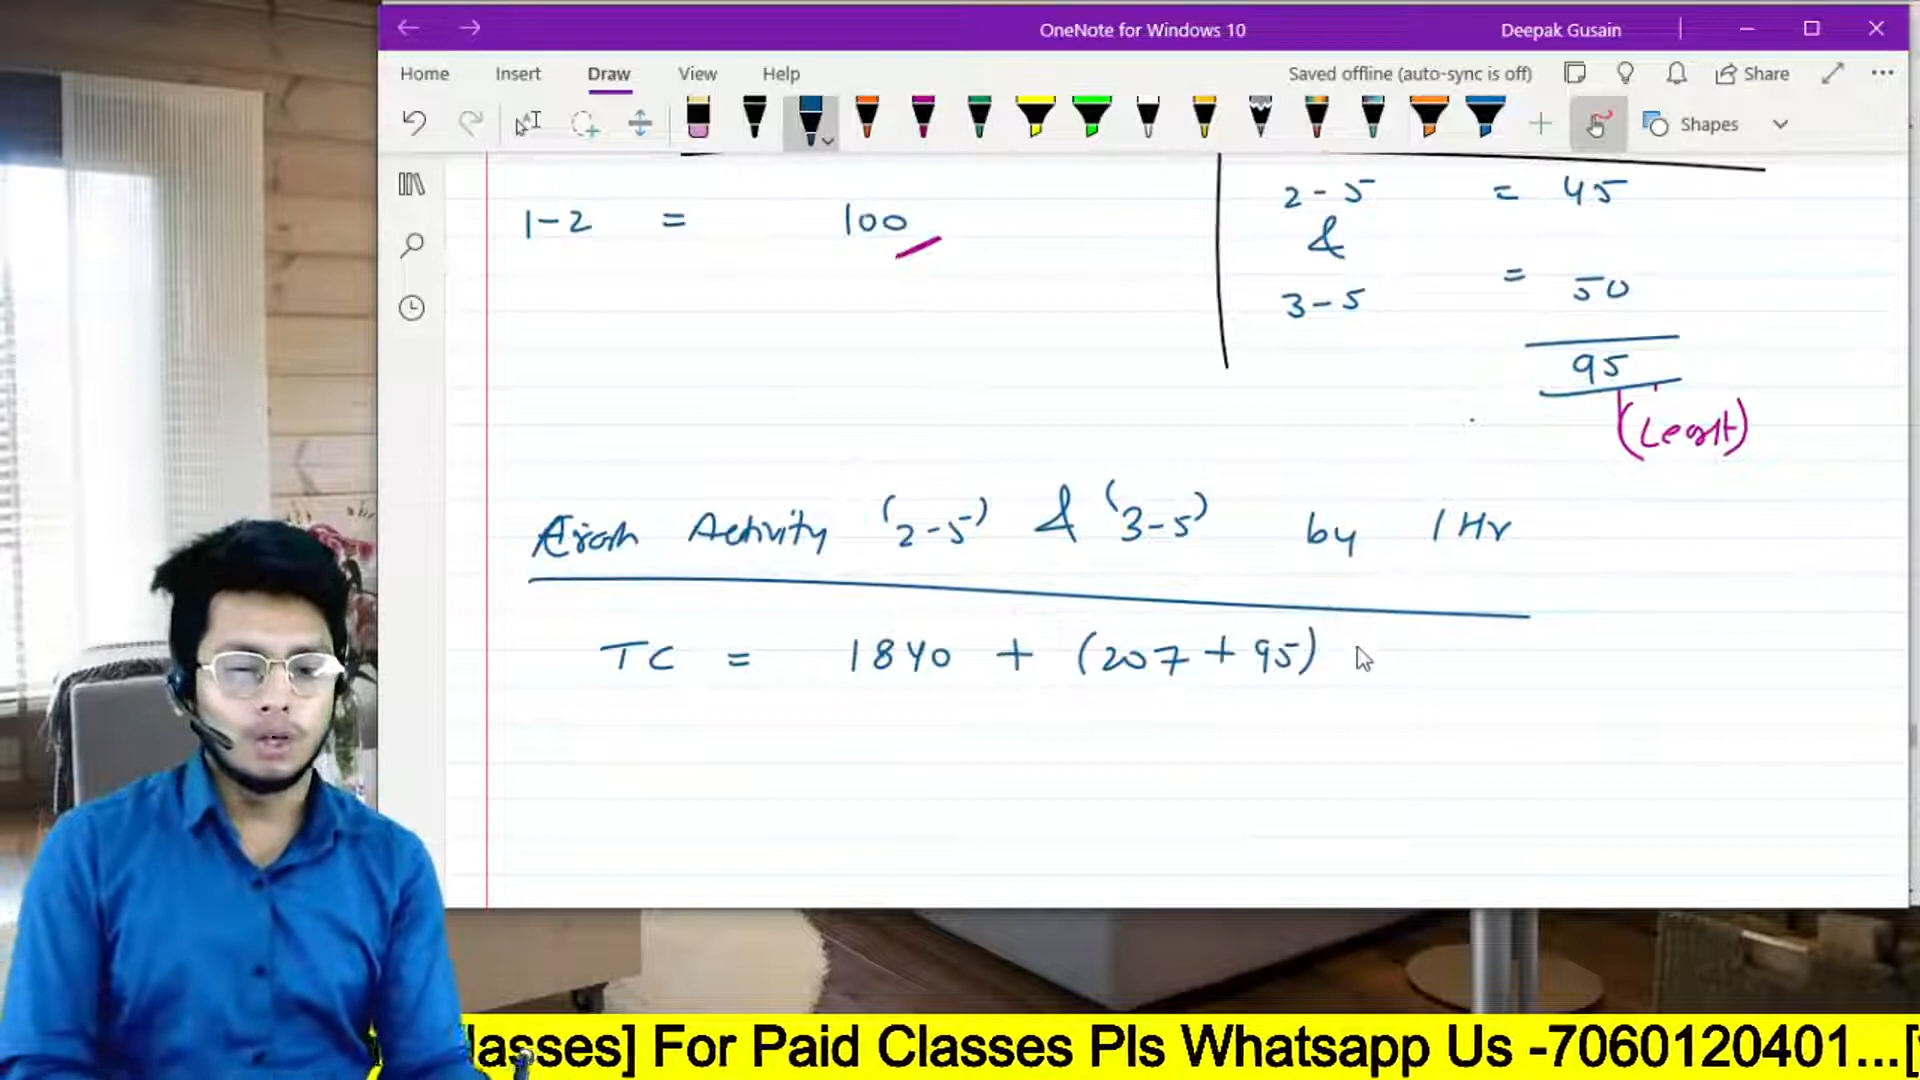 OneNote for Windows 10
Deepak Gusain
Home Insert Draw View Help
Saved offline (auto-sync is off)
Share
Shapes
1-2 = 100
2-5 = 45
&
3-5 = 50
95
(Least)
Crash Activity (2-5) & (3-5) by 1 Hr
TC = 1840 + (207 + 95)
lasses] For Paid Classes Pls Whatsapp Us -7060120401...[